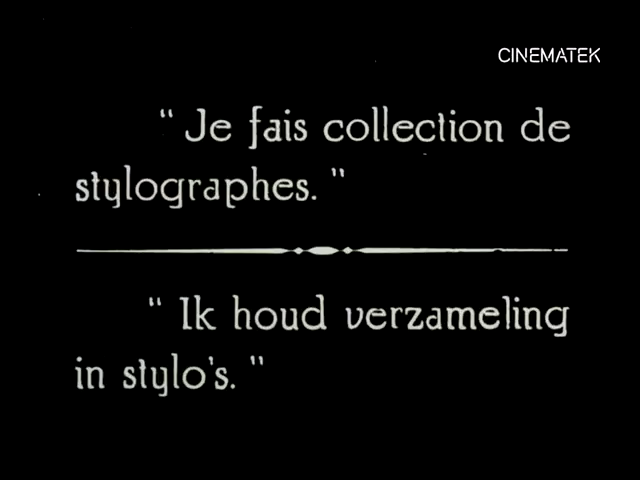 CINEMATEK
" Je fais collection de
stylographes. "
" Ik houd verzameling
in stylo's. "